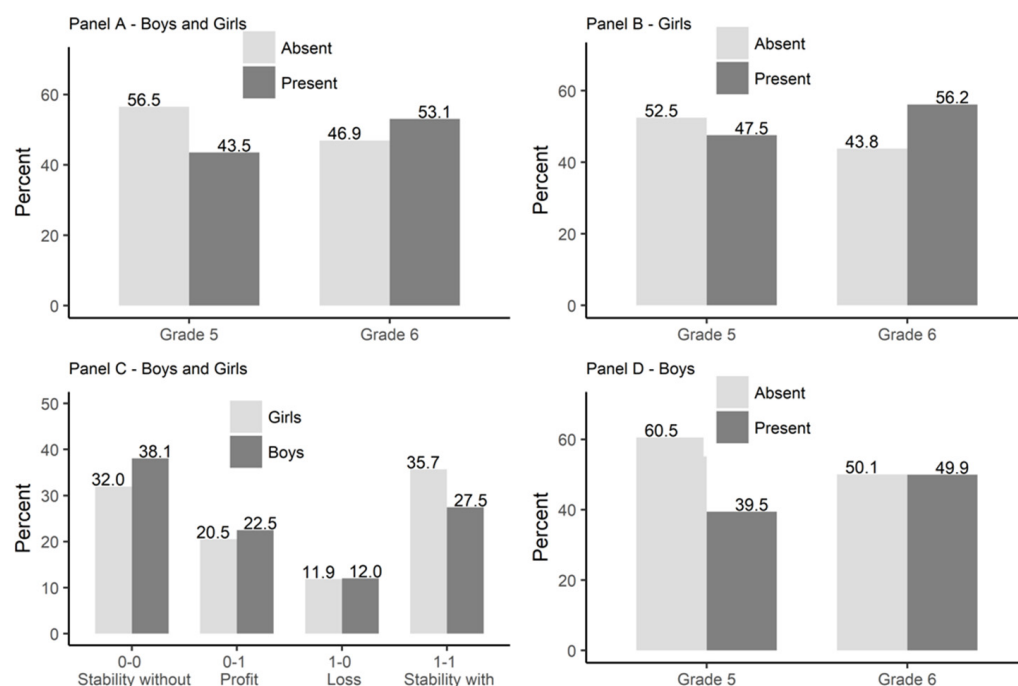 Panel A - Boys and Girls
Absent
Present
Percent
60
40
20
0
56.5
43.5
46.9
53.1
Grade 5
Grade 6
Panel B - Girls
Absent
Present
Percent
60
40
20
0
52.5
47.5
43.8
56.2
Grade 5
Grade 6
Panel C - Boys and Girls
Girls
Boys
Percent
50
40
30
20
10
0
32.0
38.1
20.5
22.5
11.9
12.0
35.7
27.5
0-0
Stability without
0-1
Profit
1-0
Loss
1-1
Stability with
Panel D - Boys
Absent
Present
Percent
60
40
20
0
60.5
39.5
50.1
49.9
Grade 5
Grade 6